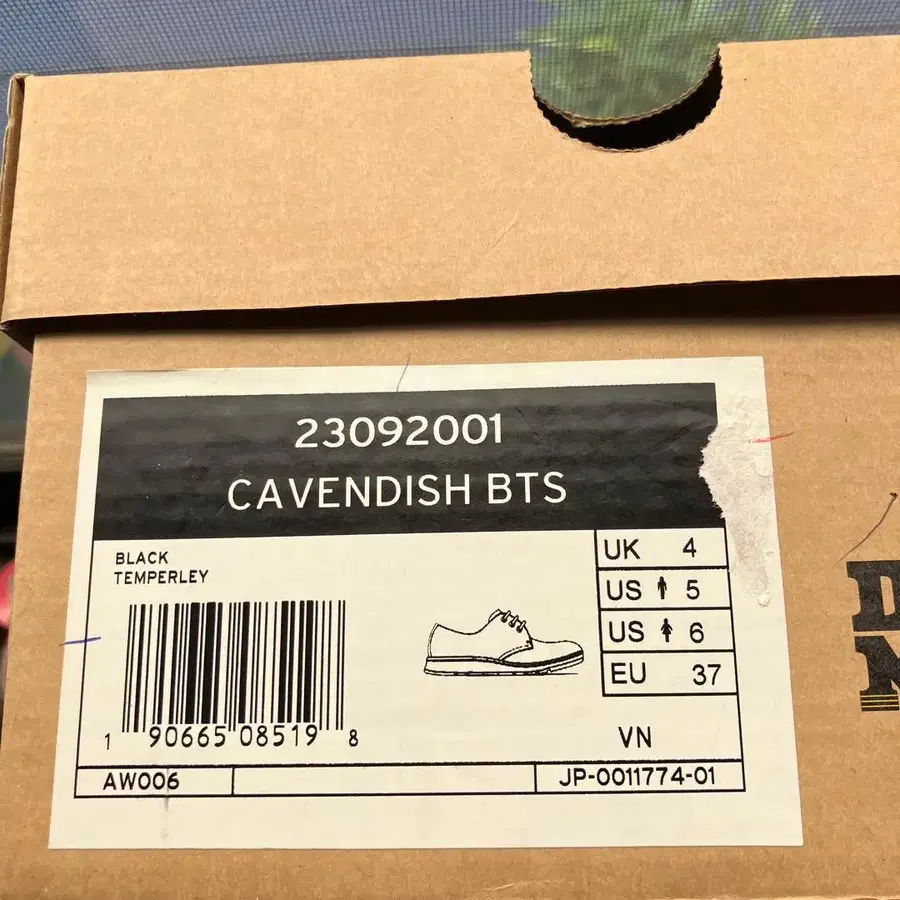 23092001
CAVENDISH BTS
BLACK
TEMPERLEY
UK 4
US 5
US 6
EU 37
1 90665 08519 8
VN
AW006
JP-0011774-01
D